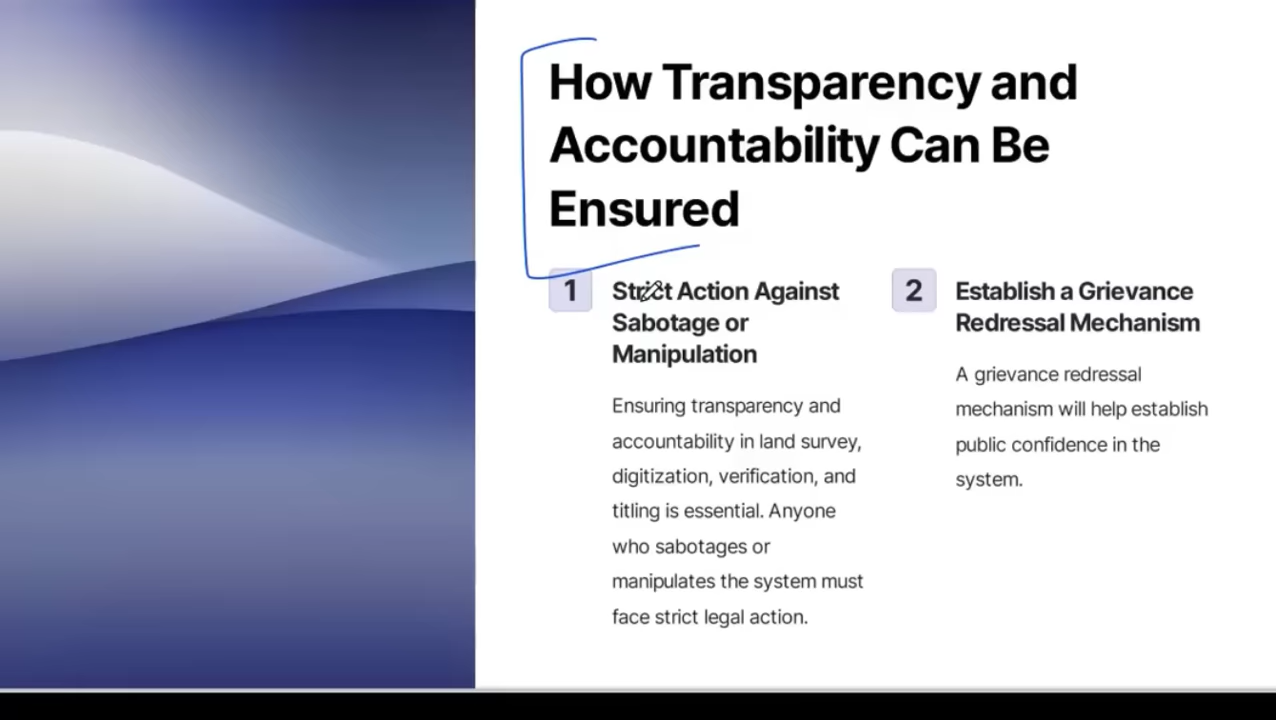 How Transparency and
Accountability Can Be
Ensured
1
Strict Action Against
Sabotage or
Manipulation
Ensuring transparency and
accountability in land survey,
digitization, verification, and
titling is essential. Anyone
who sabotages or
manipulates the system must
face strict legal action.
2
Establish a Grievance
Redressal Mechanism
A grievance redressal
mechanism will help establish
public confidence in the
system.